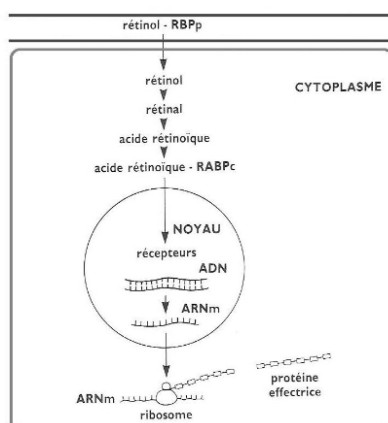 rétinol - RBPp
rétinol
CYTOPLASME
rétinal
acide rétinoïque
acide rétinoïque - RABPc
NOYAU
récepteurs
ADN
ARNm
ARNm
ribosome
protéine
effectrice